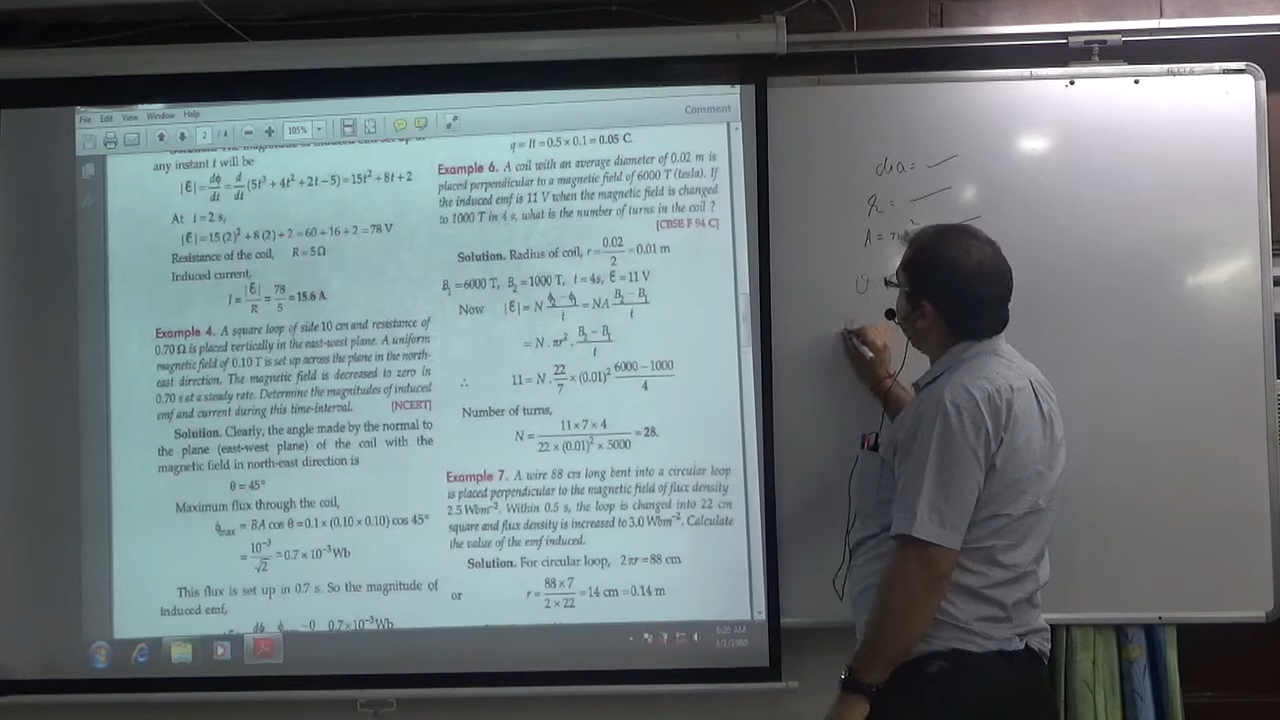 File Edit View Window Help
Comment
2 / 4
105%
any instant t will be
|ℰ| = dφ/dt = d/dt (5t³ + 4t² + 2t − 5) = 15t² + 8t + 2
At t = 2 s,
|ℰ| = 15(2)² + 8(2) + 2 = 60 + 16 + 2 = 78 V
Resistance of the coil, R = 5Ω
Induced current,
I = |ℰ|/R = 78/5 = 15.6 A.
Example 4. A square loop of side 10 cm and resistance of
0.70 Ω is placed vertically in the east-west plane. A uniform
magnetic field of 0.10 T is set up across the plane in the north-
east direction. The magnetic field is decreased to zero in
0.70 s at a steady rate. Determine the magnitudes of induced
emf and current during this time-interval. [NCERT]
Solution. Clearly, the angle made by the normal to
the plane (east-west plane) of the coil with the
magnetic field in north-east direction is
θ = 45°
Maximum flux through the coil,
φmax = BA cos θ = 0.1 × (0.10 × 0.10) cos 45°
= 10⁻³/√2 = 0.7 × 10⁻³ Wb
This flux is set up in 0.7 s. So the magnitude of
induced emf,
q = It = 0.5 × 0.1 = 0.05 C.
Example 6. A coil with an average diameter of 0.02 m is
placed perpendicular to a magnetic field of 6000 T (tesla). If
the induced emf is 11 V when the magnetic field is changed
to 1000 T in 4 s, what is the number of turns in the coil ?
[CBSE F 94 C]
Solution. Radius of coil, r = 0.02/2 = 0.01 m
B₁ = 6000 T, B₂ = 1000 T, t = 4s, ℰ = 11 V
Now |ℰ| = N (φ₂ − φ₁)/t = NA (B₂ − B₁)/t
= N . πr² . (B₂ − B₁)/t
∴ 11 = N . 22/7 × (0.01)² (6000 − 1000)/4
Number of turns,
N = (11 × 7 × 4)/(22 × (0.01)² × 5000) = 28.
Example 7. A wire 88 cm long bent into a circular loop
is placed perpendicular to the magnetic field of flux density
2.5 Wbm⁻². Within 0.5 s, the loop is changed into 22 cm
square and flux density is increased to 3.0 Wbm⁻². Calculate
the value of the emf induced.
Solution. For circular loop, 2πr = 88 cm
or r = (88 × 7)/(2 × 22) = 14 cm = 0.14 m
1/1/1980
dia =
r =
A = πr²